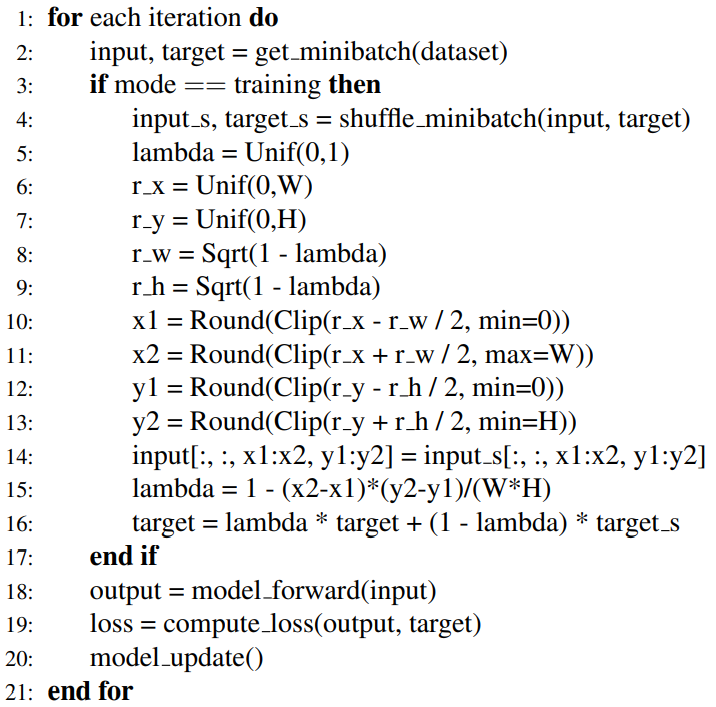 1: for each iteration do
2: input, target = get_minibatch(dataset)
3: if mode == training then
4: input_s, target_s = shuffle_minibatch(input, target)
5: lambda = Unif(0,1)
6: r_x = Unif(0,W)
7: r_y = Unif(0,H)
8: r_w = Sqrt(1 - lambda)
9: r_h = Sqrt(1 - lambda)
10: x1 = Round(Clip(r_x - r_w / 2, min=0))
11: x2 = Round(Clip(r_x + r_w / 2, max=W))
12: y1 = Round(Clip(r_y - r_h / 2, min=0))
13: y2 = Round(Clip(r_y + r_h / 2, min=H))
14: input[:, :, x1:x2, y1:y2] = input_s[:, :, x1:x2, y1:y2]
15: lambda = 1 - (x2-x1)*(y2-y1)/(W*H)
16: target = lambda * target + (1 - lambda) * target_s
17: end if
18: output = model_forward(input)
19: loss = compute_loss(output, target)
20: model_update()
21: end for